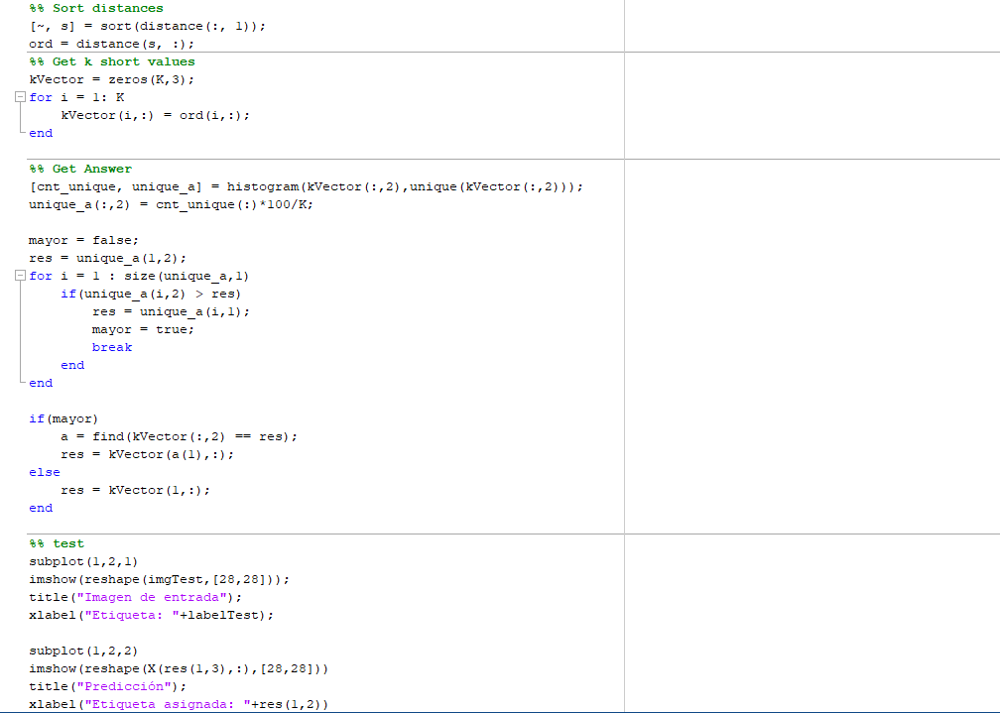 %% Sort distances
[~, s] = sort(distance(:, 1));
ord = distance(s, :);
%% Get k short values
kVector = zeros(K,3);
for i = 1: K
    kVector(i,:) = ord(i,:);
end
%% Get Answer
[cnt_unique, unique_a] = histogram(kVector(:,2),unique(kVector(:,2)));
unique_a(:,2) = cnt_unique(:)*100/K;
mayor = false;
res = unique_a(1,2);
for i = 1 : size(unique_a,1)
    if(unique_a(i,2) > res)
        res = unique_a(i,1);
        mayor = true;
        break
    end
end
if(mayor)
    a = find(kVector(:,2) == res);
    res = kVector(a(1),:);
else
    res = kVector(1,:);
end
%% test
subplot(1,2,1)
imshow(reshape(imgTest,[28,28]));
title("Imagen de entrada");
xlabel("Etiqueta: "+labelTest);
subplot(1,2,2)
imshow(reshape(X(res(1,3),:),[28,28]))
title("Predicción");
xlabel("Etiqueta asignada: "+res(1,2))